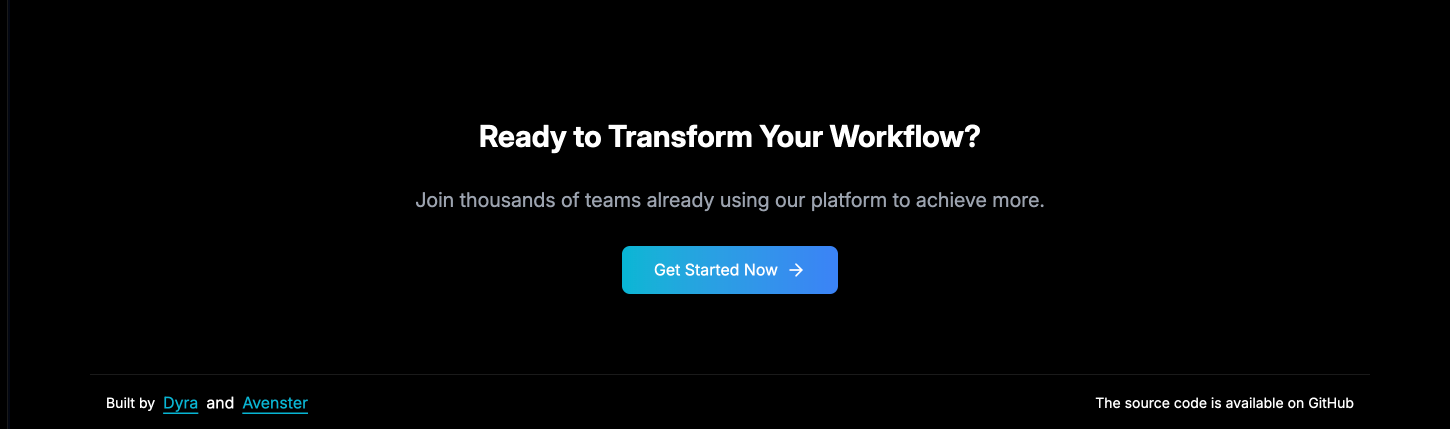 Ready to Transform Your Workflow?
Join thousands of teams already using our platform to achieve more.
Get Started Now
Built by Dyra and Avenster
The source code is available on GitHub